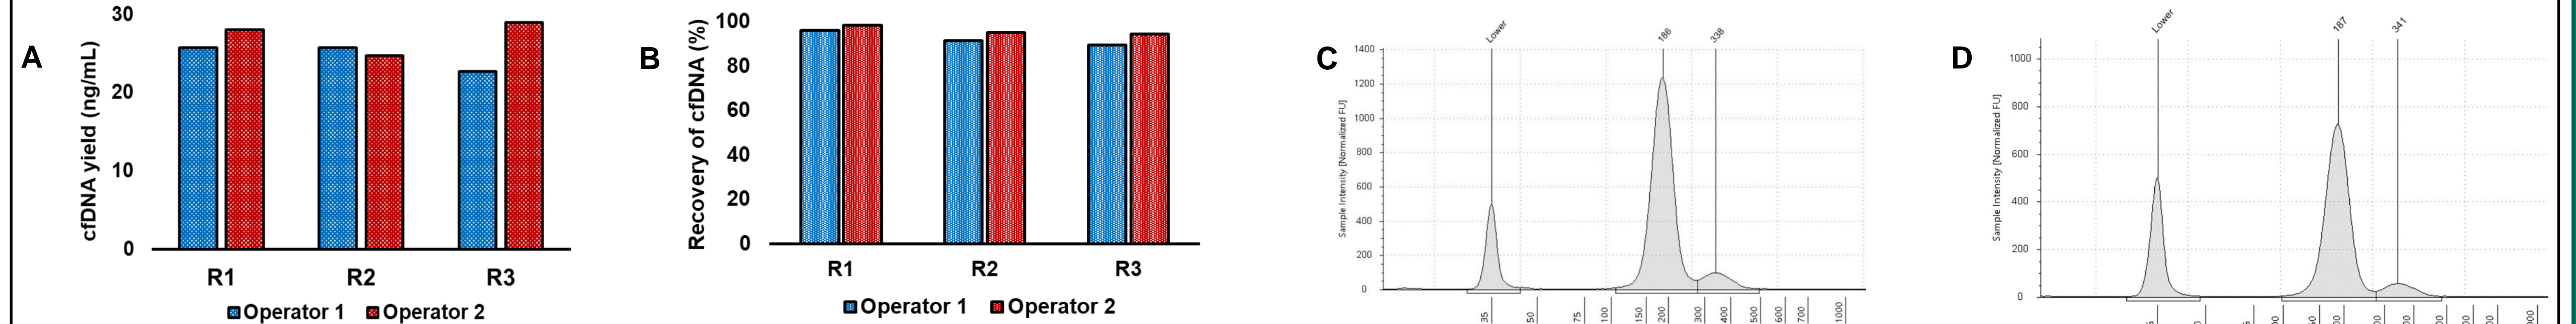 A
cfDNA yield (ng/mL)
30
20
10
0
R1 R2 R3
Operator 1 Operator 2
B
Recovery of cfDNA (%)
100
80
60
40
20
0
R1 R2 R3
Operator 1 Operator 2
C
Lower 186 338
Sample Intensity [Normalized FU]
1400
1200
1000
800
600
400
200
0
35 50 75 100 150 200 300 400 500 600 700 1000
D
Lower 187 341
Sample Intensity [Normalized FU]
1000
800
600
400
200
0